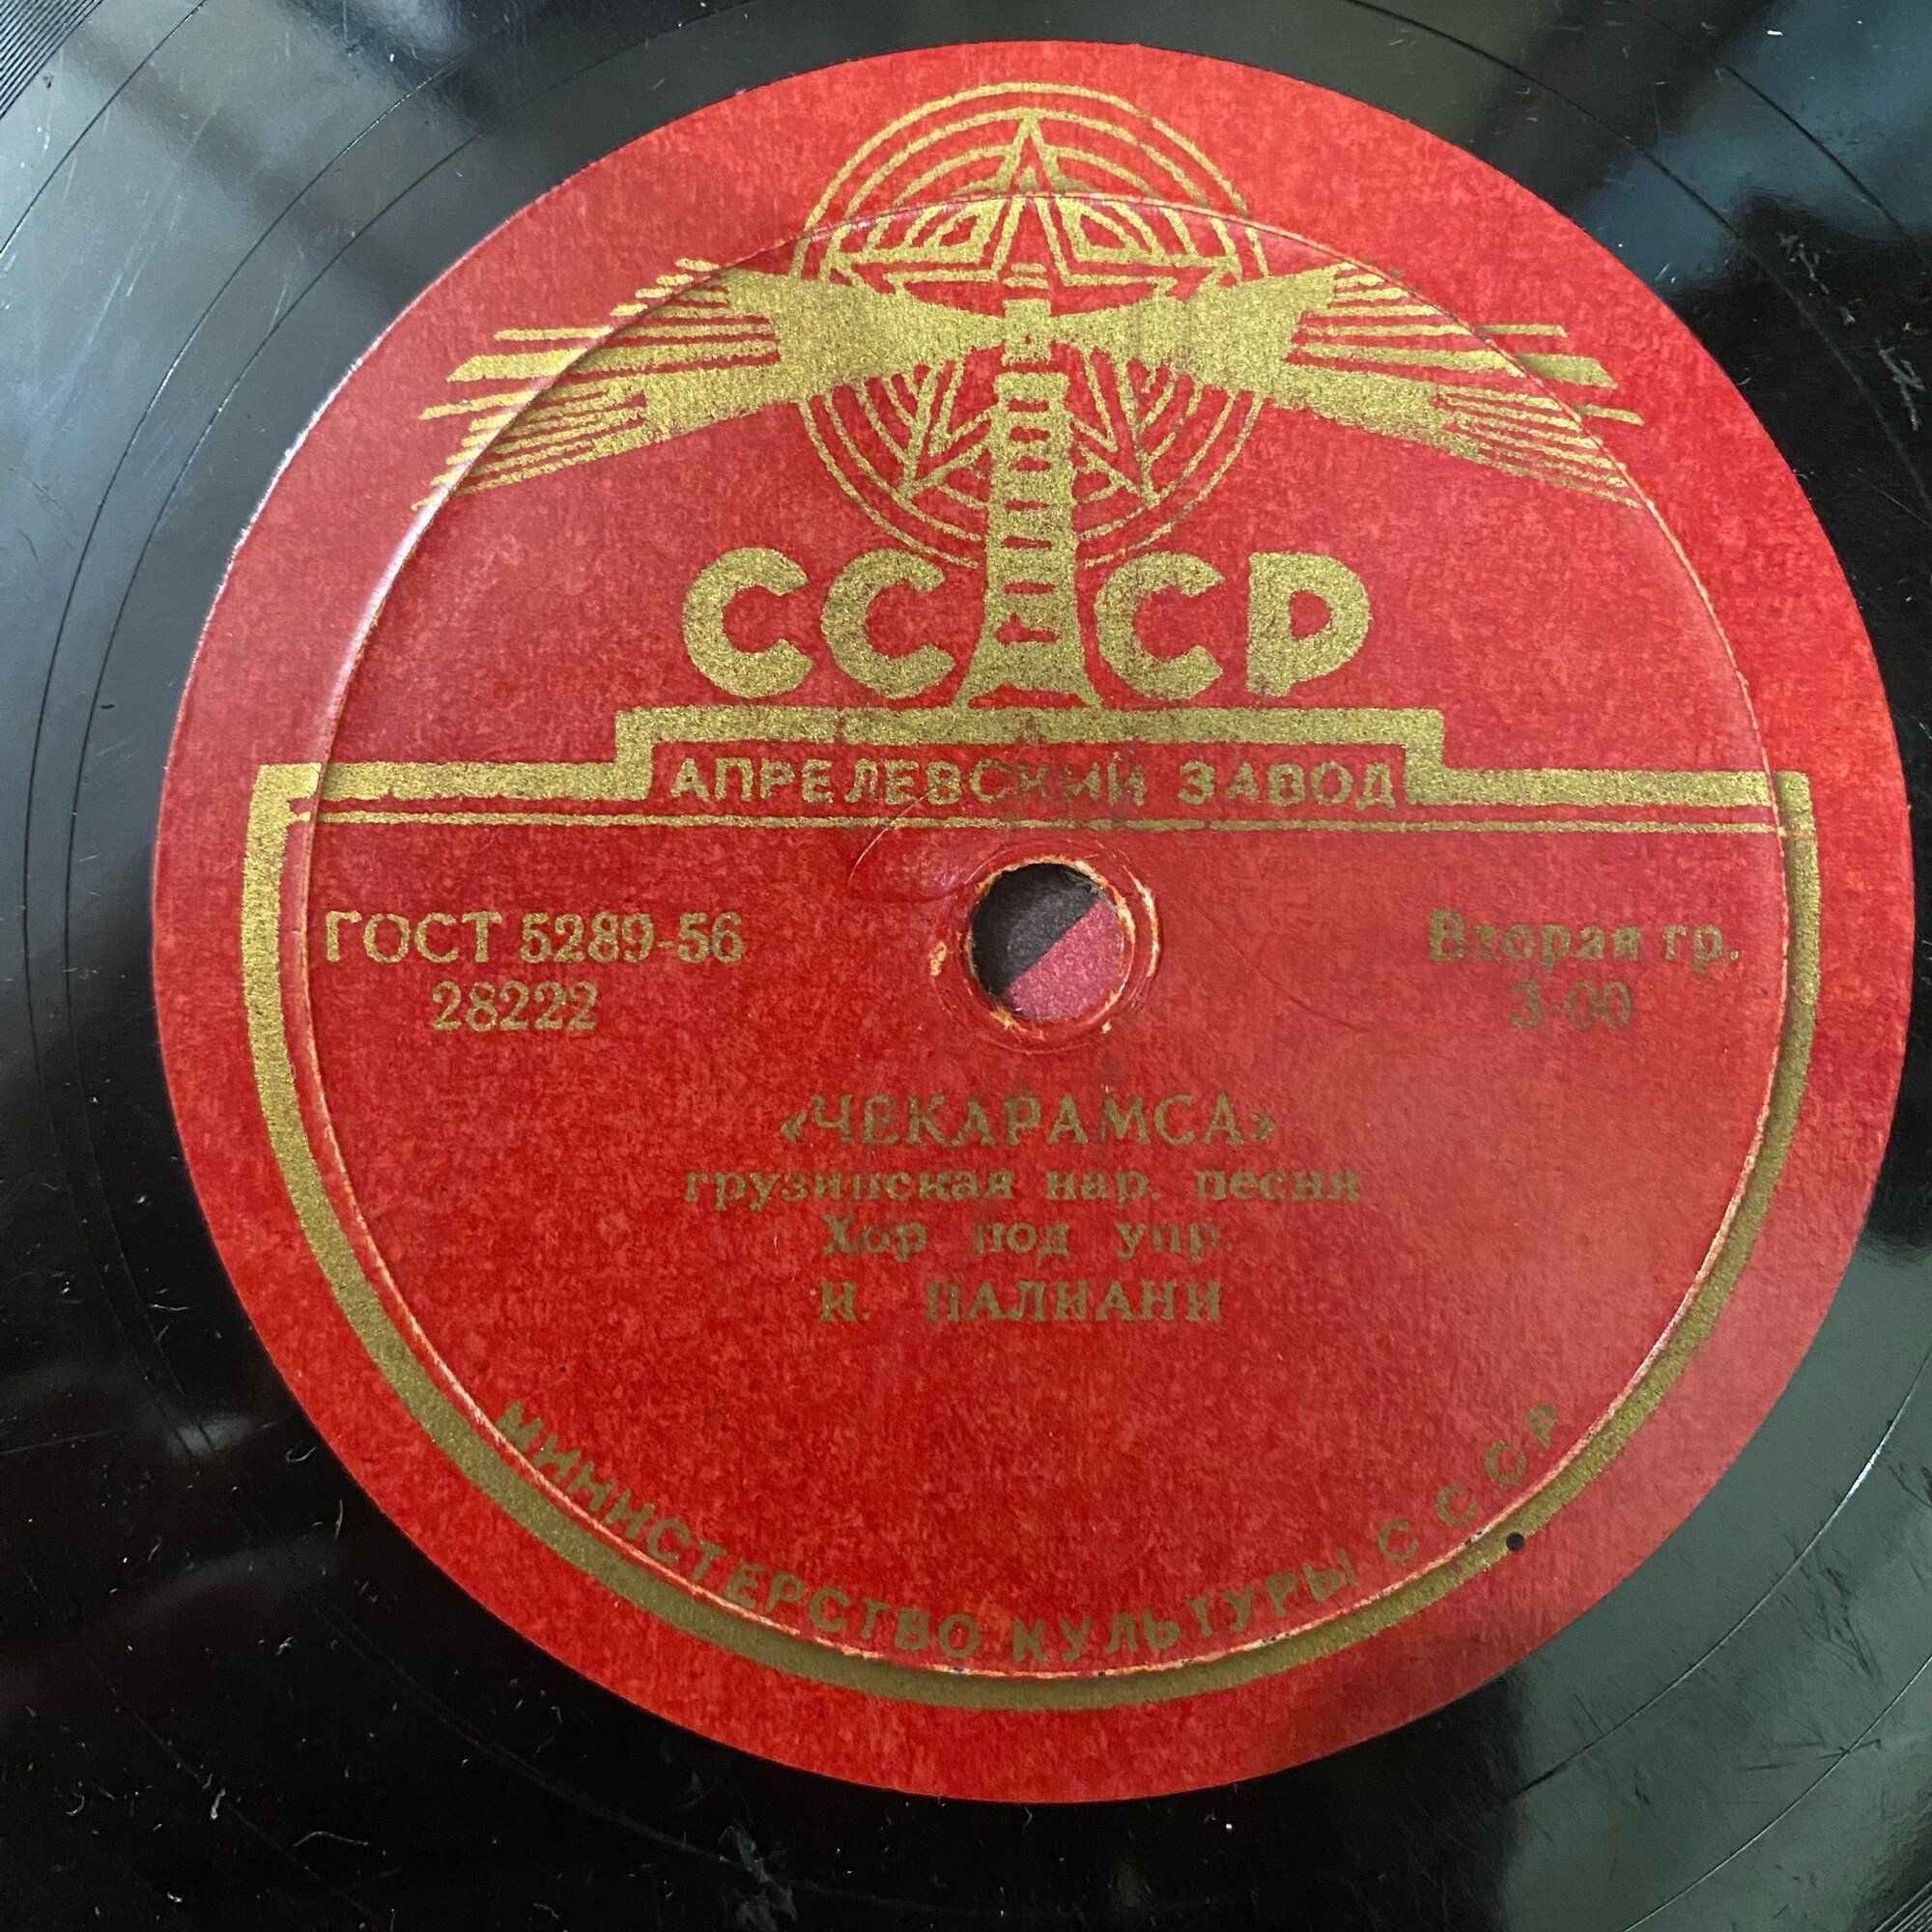 СССР
АПРЕЛЕВСКИЙ ЗАВОД
ГОСТ 5289-56
28222
Вторая гр.
3-00
«ЧЕКАРАМСА»
грузинская нар. песня
Хор под упр.
И. ПАЛИАНИ
МИНИСТЕРСТВО КУЛЬТУРЫ СССР